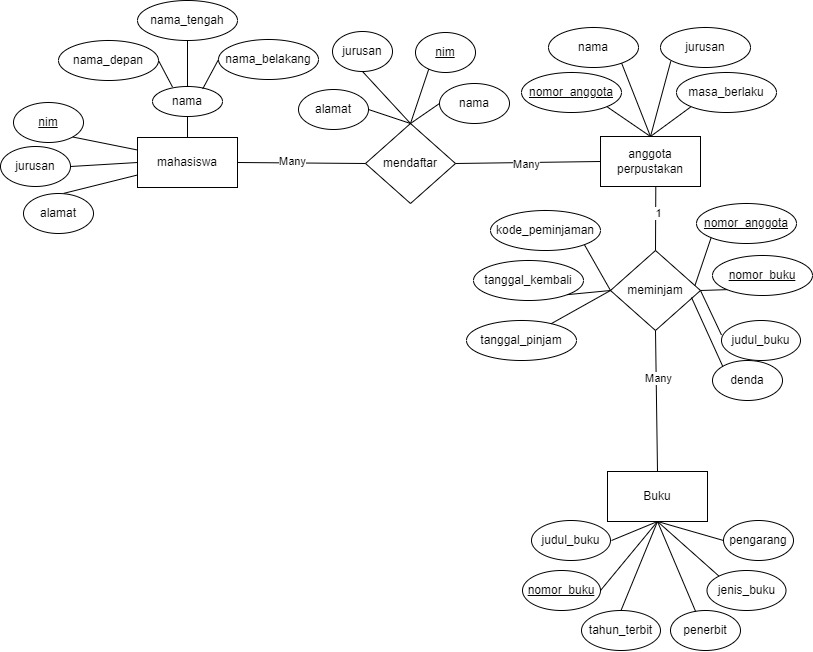 nama_tengah
nama_depan
nama_belakang
nama
nim
jurusan
alamat
mahasiswa
Many
jurusan
nim
alamat
nama
mendaftar
Many
nama
jurusan
nomor_anggota
masa_berlaku
anggota
perpustakan
1
kode_peminjaman
tanggal_kembali
tanggal_pinjam
meminjam
nomor_anggota
nomor_buku
judul_buku
denda
Many
Buku
judul_buku
nomor_buku
tahun_terbit
penerbit
jenis_buku
pengarang